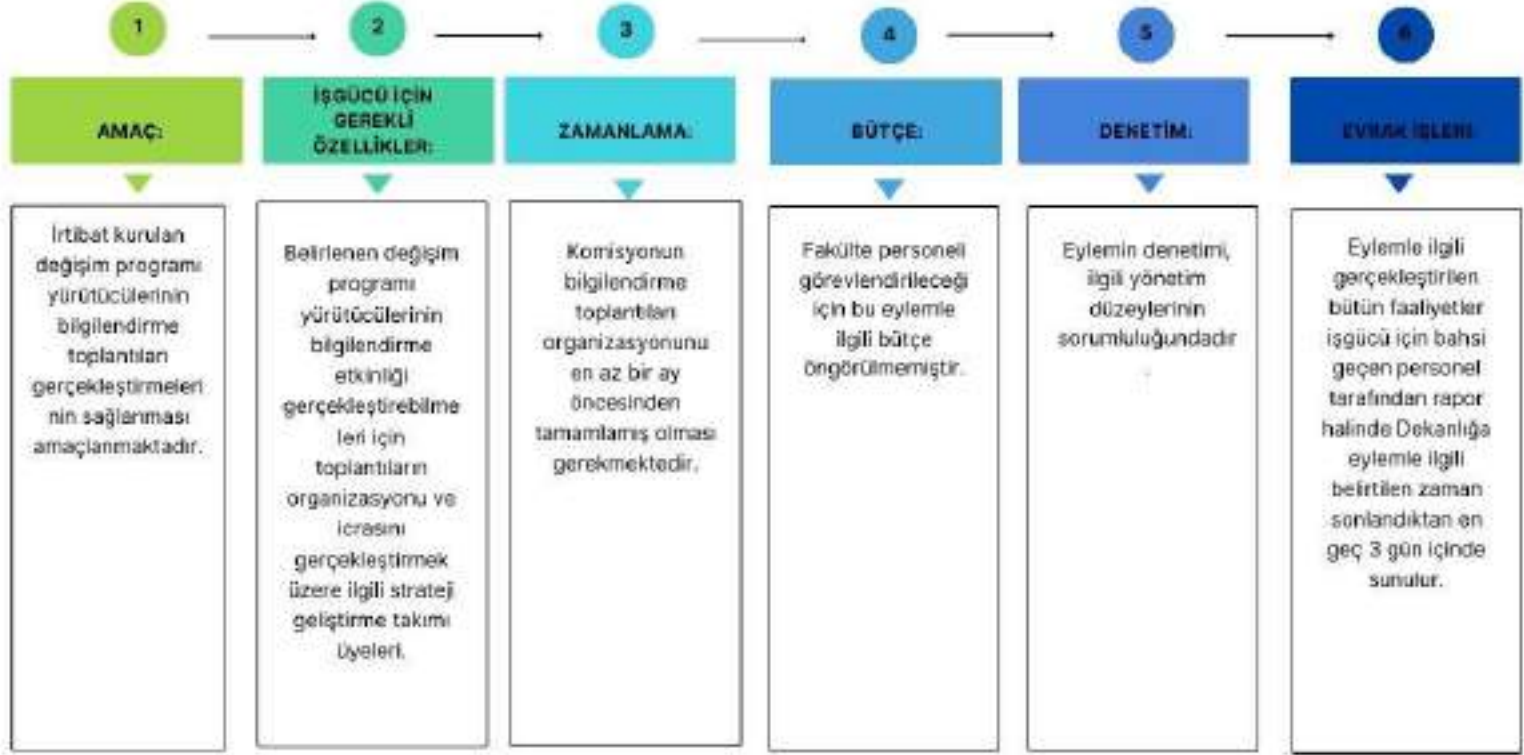 1
2
3
4
5
6
AMAÇ:
İŞGÜCÜ İÇİN
GEREKLİ
ÖZELLİKLER:
ZAMANLAMA:
BÜTÇE:
DENETİM:
EVRAK İŞLERİ:
İrtibat kurulan
değişim programı
yürütücülerinin
bilgilendirme
toplantıları
gerçekleştirmeleri
nin sağlanması
amaçlanmaktadır.
Belirlenen değişim
programı
yürütücülerinin
bilgilendirme
etkinliği
gerçekleştirebilme
leri için
toplantıların
organizasyonu ve
icrasını
gerçekleştirmek
üzere ilgili strateji
geliştirme takımı
üyeleri.
Komisyonun
bilgilendirme
toplantıları
organizasyonunu
en az bir ay
öncesinden
tamamlamış olması
gerekmektedir.
Fakülte personeli
görevlendirileceği
için bu eylemle
ilgili bütçe
öngörülmemiştir.
Eylemin denetimi,
ilgili yönetim
düzeylerinin
sorumluluğundadır
.
Eylemle ilgili
gerçekleştirilen
bütün faaliyetler
işgücü için bahsi
geçen personel
tarafından rapor
halinde Dekanlığa
eylemle ilgili
belirtilen zaman
sonlandıktan en
geç 3 gün içinde
sunulur.